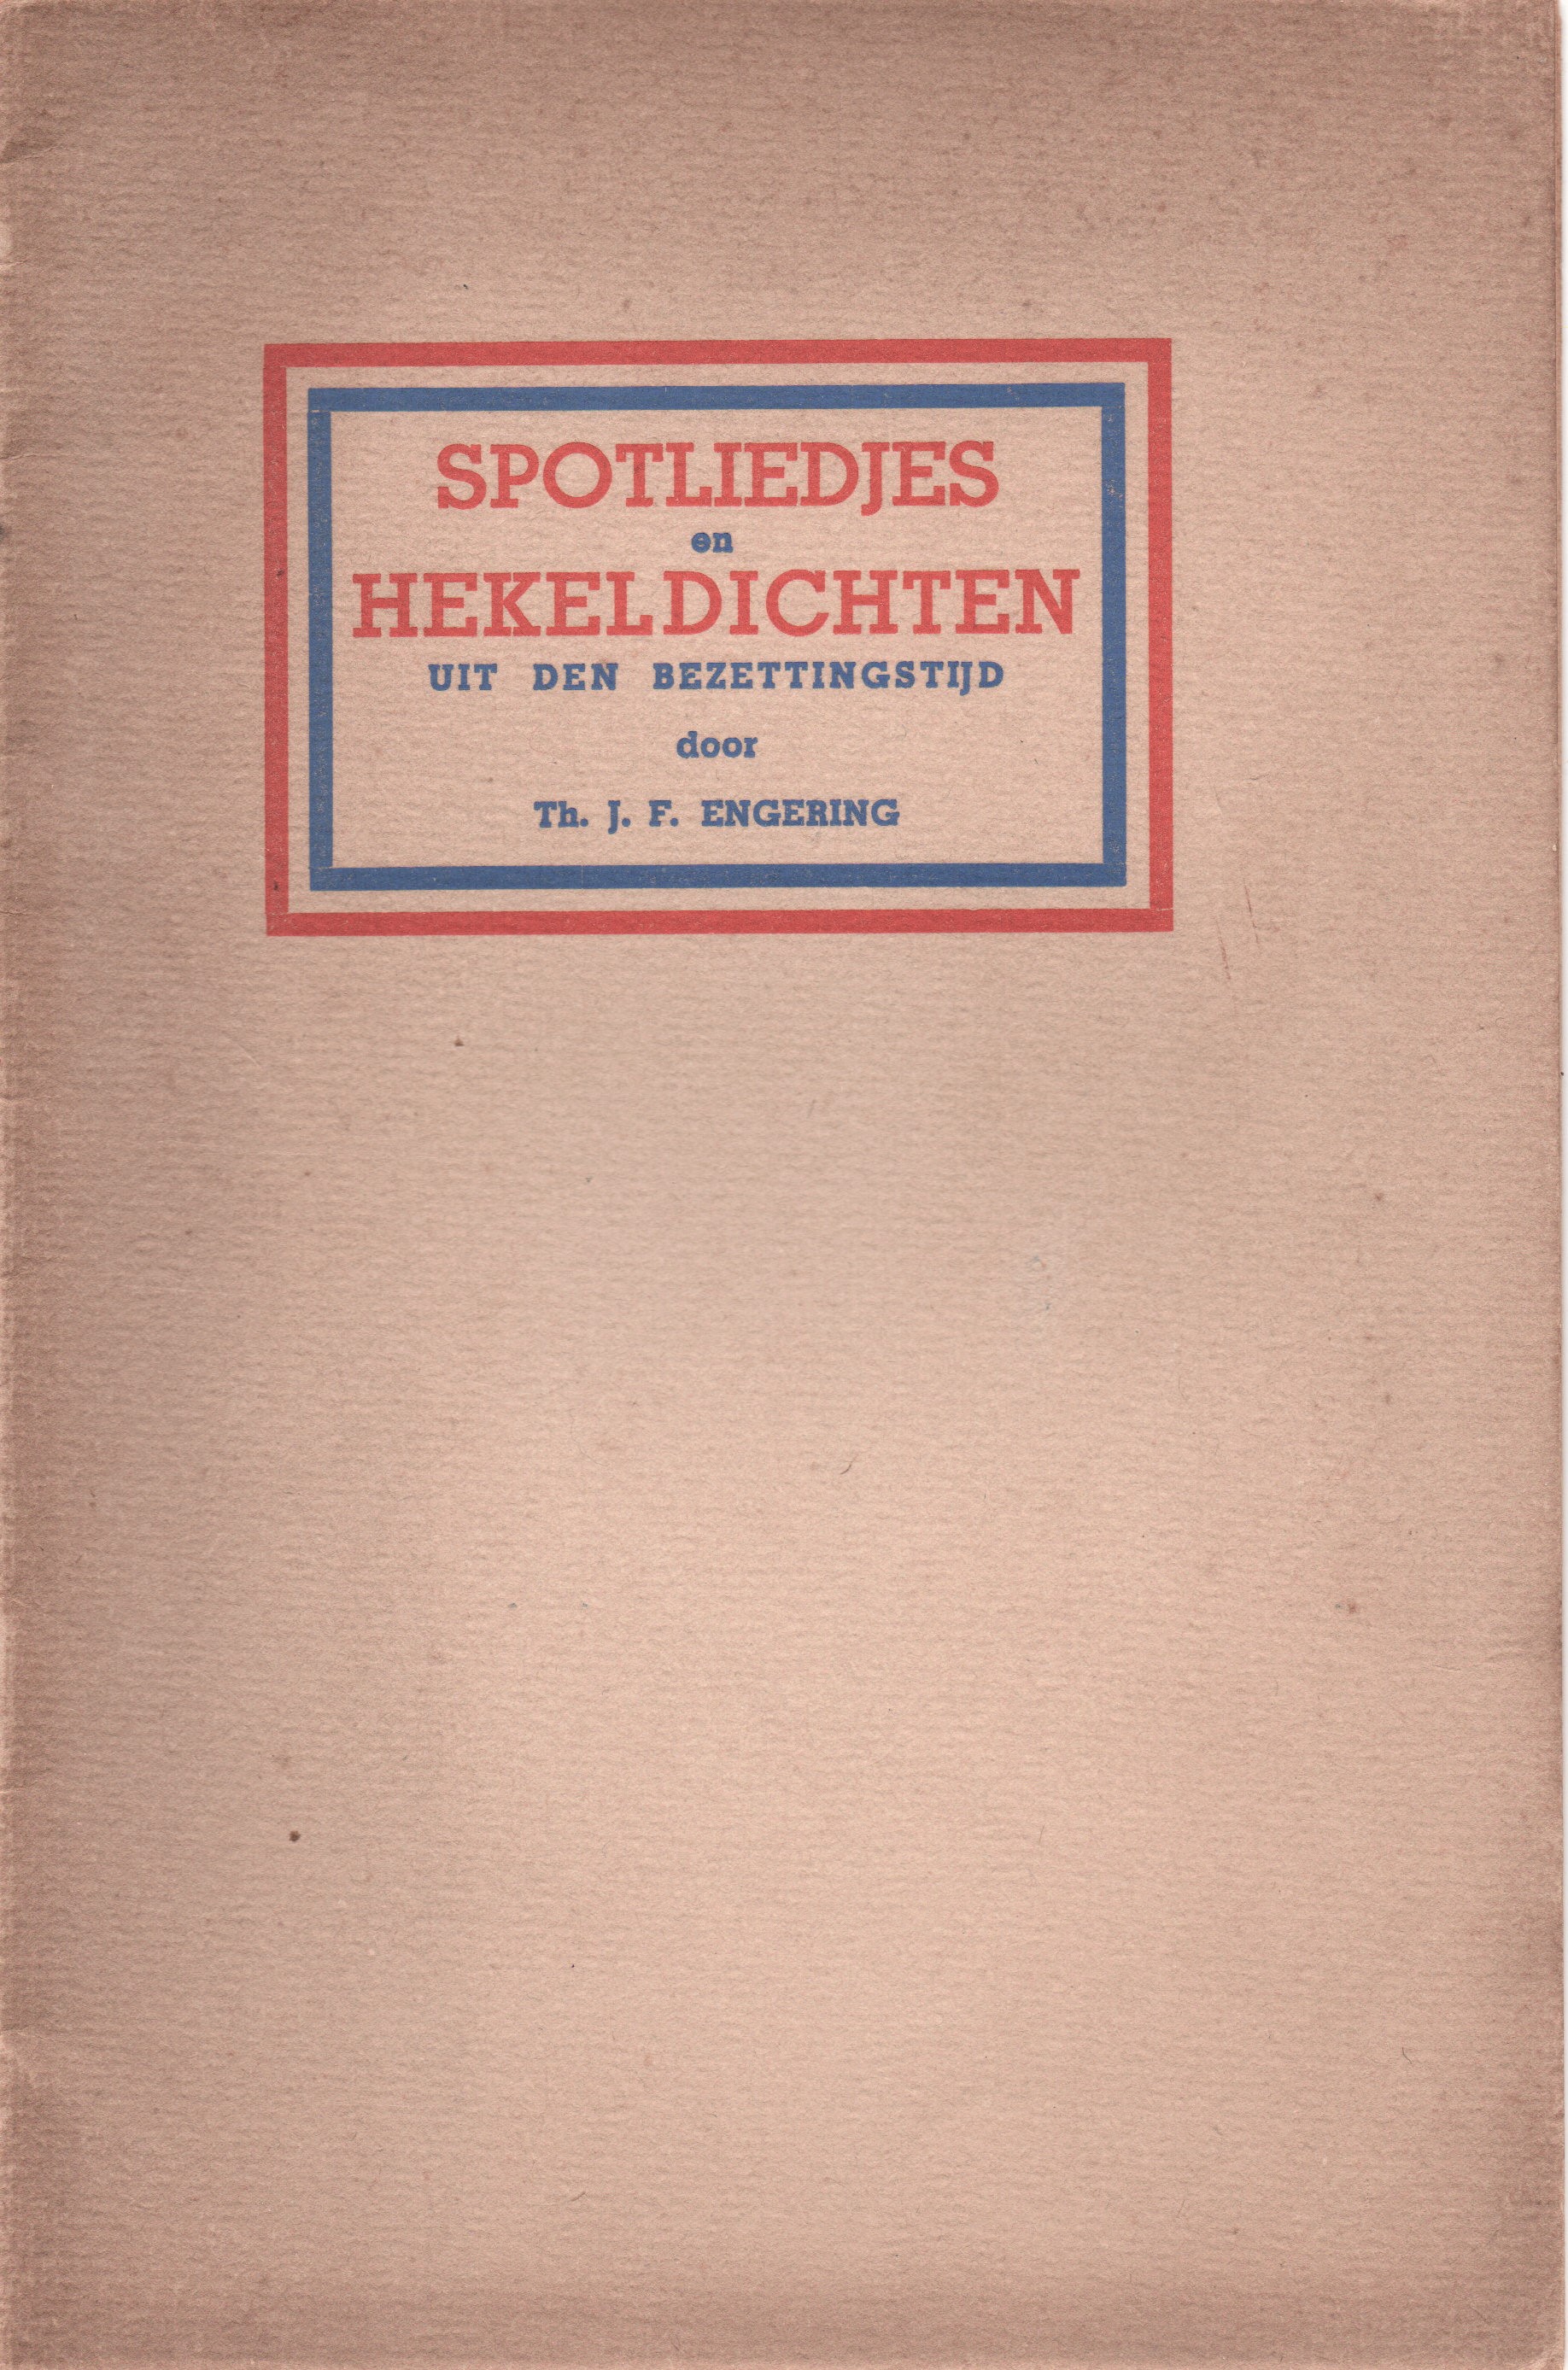 SPOTLIEDJES
en
HEKELDICHTEN
UIT DEN BEZETTINGSTIJD
door
Th. J. F. ENGERING